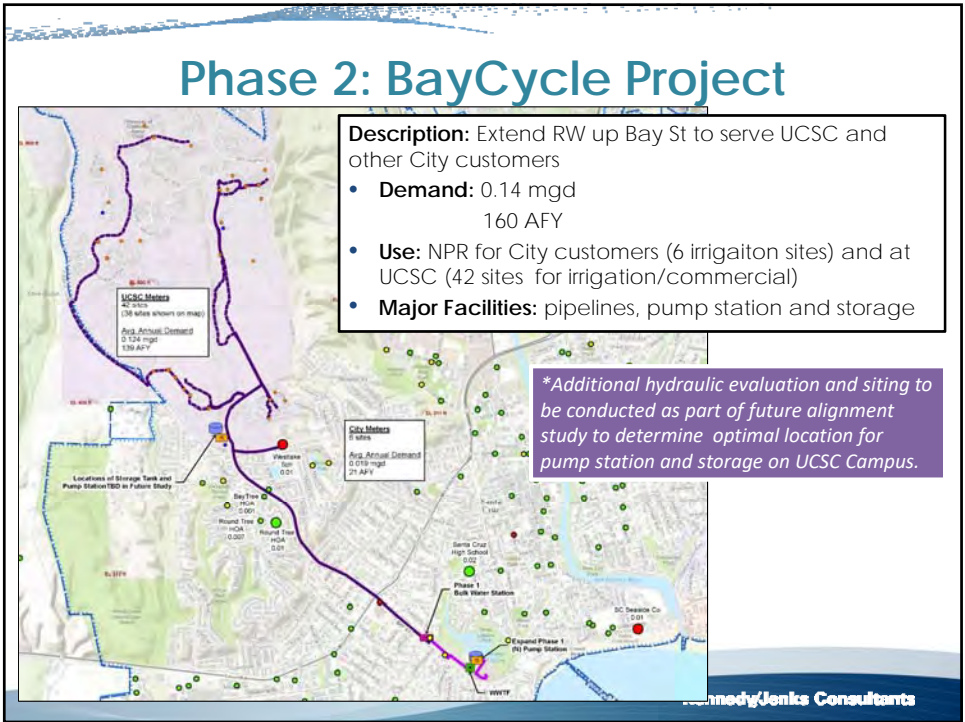 Phase 2: BayCycle Project
Description: Extend RW up Bay St to serve UCSC and
other City customers
• Demand: 0.14 mgd
160 AFY
• Use: NPR for City customers (6 irrigaiton sites) and at
UCSC (42 sites for irrigation/commercial)
• Major Facilities: pipelines, pump station and storage
*Additional hydraulic evaluation and siting to
be conducted as part of future alignment
study to determine optimal location for
pump station and storage on UCSC Campus.
UCSC Meters
42 sites
(38 sites shown on map)
Avg. Annual Demand
0.124 mgd
139 AFY
City Meters
6 sites
Avg. Annual Demand
0.019 mgd
21 AFY
Westlake
Sch
0.01
Locations of Storage Tank and
Pump Station TBD in Future Study
BayTree
HOA
0.001
Round Tree
HOA
0.007
Round Tree
HOA
0.01
Santa Cruz
High School
0.02
Phase 1
Bulk Water Station
SC Seaside Co
0.01
Expand Phase 1
(N) Pump Station
WWTF
Kennedy/Jenks Consultants